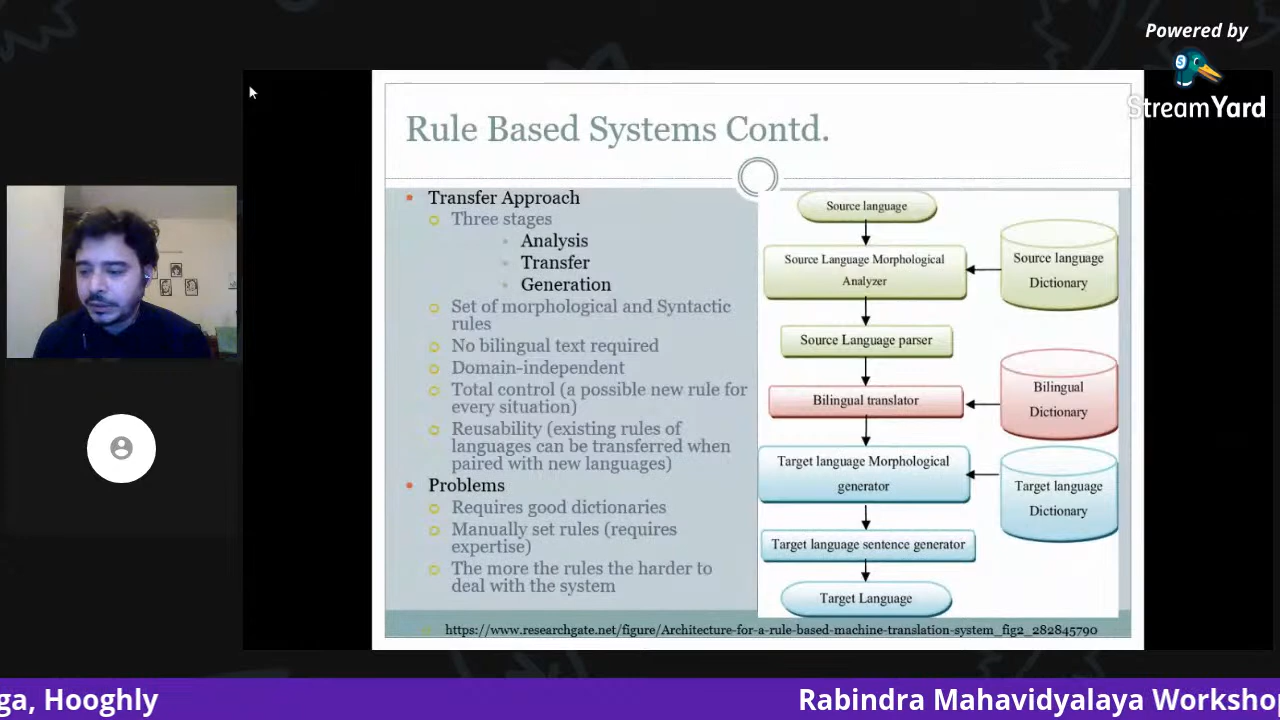 Powered by
StreamYard
Rule Based Systems Contd.
Transfer Approach
Three stages
Analysis
Transfer
Generation
Set of morphological and Syntactic
rules
No bilingual text required
Domain-independent
Total control (a possible new rule for
every situation)
Reusability (existing rules of
languages can be transferred when
paired with new languages)
Problems
Requires good dictionaries
Manually set rules (requires
expertise)
The more the rules the harder to
deal with the system
Source language
Source Language Morphological
Analyzer
Source language
Dictionary
Source Language parser
Bilingual translator
Bilingual
Dictionary
Target language Morphological
generator
Target language
Dictionary
Target language sentence generator
Target Language
https://www.researchgate.net/figure/Architecture-for-a-rule-based-machine-translation-system_fig2_282845790
ga, Hooghly
Rabindra Mahavidyalaya Workshop